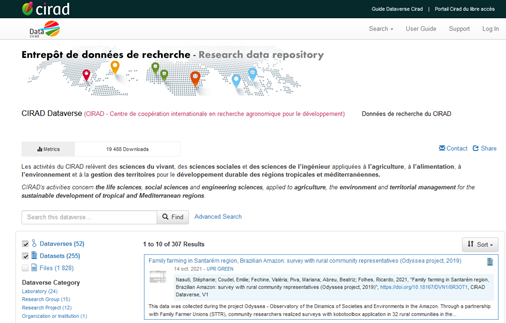 cirad
Guide Dataverse Cirad | Portail Cirad du libre accès
Data
cirad
Search User Guide Support Log In
Entrepôt de données de recherche - Research data repository
CIRAD Dataverse (CIRAD - Centre de coopération internationale en recherche agronomique pour le développement) Données de recherche du CIRAD
Metrics 19 468 Downloads
Contact Share
Les activités du CIRAD relèvent des sciences du vivant, des sciences sociales et des sciences de l'ingénieur appliquées à l'agriculture, à l'alimentation, à
l'environnement et à la gestion des territoires pour le développement durable des régions tropicales et méditerranéennes.
CIRAD's activities concern the life sciences, social sciences and engineering sciences, applied to agriculture, the environment and territorial management for the
sustainable development of tropical and Mediterranean regions.
Search this dataverse... Find Advanced Search
Dataverses (52)
Datasets (255)
Files (1 828)
Dataverse Category
Laboratory (24)
Research Group (15)
Research Project (12)
Organization or Institution (1)
1 to 10 of 307 Results Sort
Family farming in Santarém region, Brazilian Amazon: survey with rural community representatives (Odyssea project, 2019)
14 oct. 2021 - UPR GREEN
Nasuti, Stéphanie; Coudel, Emilie; Fechine, Valéria; Piva, Mariana; Abreu, Beatriz; Folhes, Ricardo, 2021, "Family farming in Santarém
region, Brazilian Amazon: survey with rural community representatives (Odyssea project, 2019)", https://doi.org/10.18167/DVN1/BR3OT1, CIRAD
Dataverse, V1
This data was collected during the project Odyssea - Observatory of the Dinamics of Societies and Environments in the Amazon. Through a partnership
with Family Farmer Unions (STTR), community researchers realized surveys with kobotoolbox application in 32 rural communities in the...